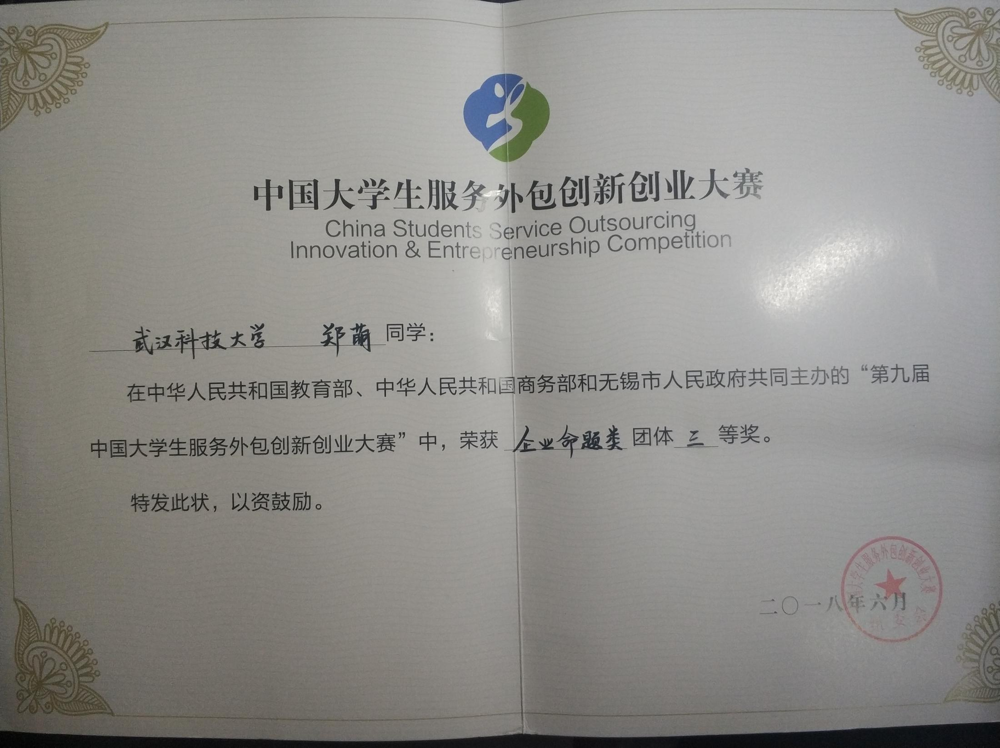 中国大学生服务外包创新创业大赛
China Students Service Outsourcing
Innovation & Entrepreneurship Competition
武汉科技大学 郑萌 同学：
在中华人民共和国教育部、中华人民共和国商务部和无锡市人民政府共同主办的“第九届
中国大学生服务外包创新创业大赛”中，荣获 企业命题类 团体 三 等奖。
特发此状，以资鼓励。
国大学生服务外包创新创业大赛
二〇一八年六月
委会